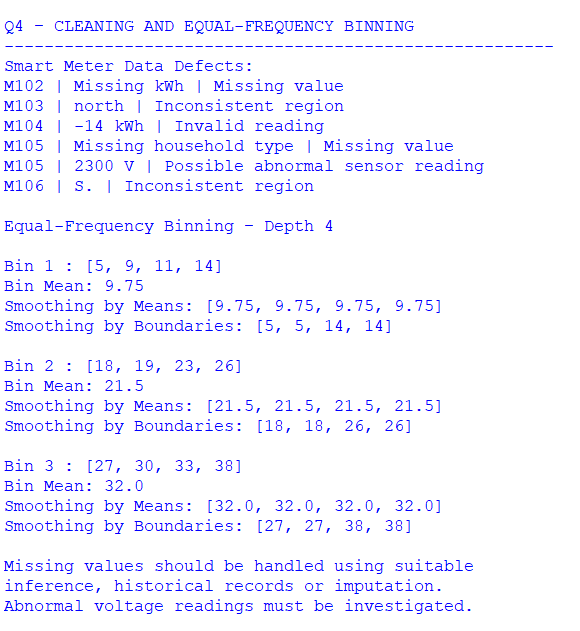 Q4 - CLEANING AND EQUAL-FREQUENCY BINNING
-------------------------------------------------------
Smart Meter Data Defects:
M102 | Missing kWh | Missing value
M103 | north | Inconsistent region
M104 | -14 kWh | Invalid reading
M105 | Missing household type | Missing value
M105 | 2300 V | Possible abnormal sensor reading
M106 | S. | Inconsistent region
Equal-Frequency Binning - Depth 4
Bin 1 : [5, 9, 11, 14]
Bin Mean: 9.75
Smoothing by Means: [9.75, 9.75, 9.75, 9.75]
Smoothing by Boundaries: [5, 5, 14, 14]
Bin 2 : [18, 19, 23, 26]
Bin Mean: 21.5
Smoothing by Means: [21.5, 21.5, 21.5, 21.5]
Smoothing by Boundaries: [18, 18, 26, 26]
Bin 3 : [27, 30, 33, 38]
Bin Mean: 32.0
Smoothing by Means: [32.0, 32.0, 32.0, 32.0]
Smoothing by Boundaries: [27, 27, 38, 38]
Missing values should be handled using suitable
inference, historical records or imputation.
Abnormal voltage readings must be investigated.